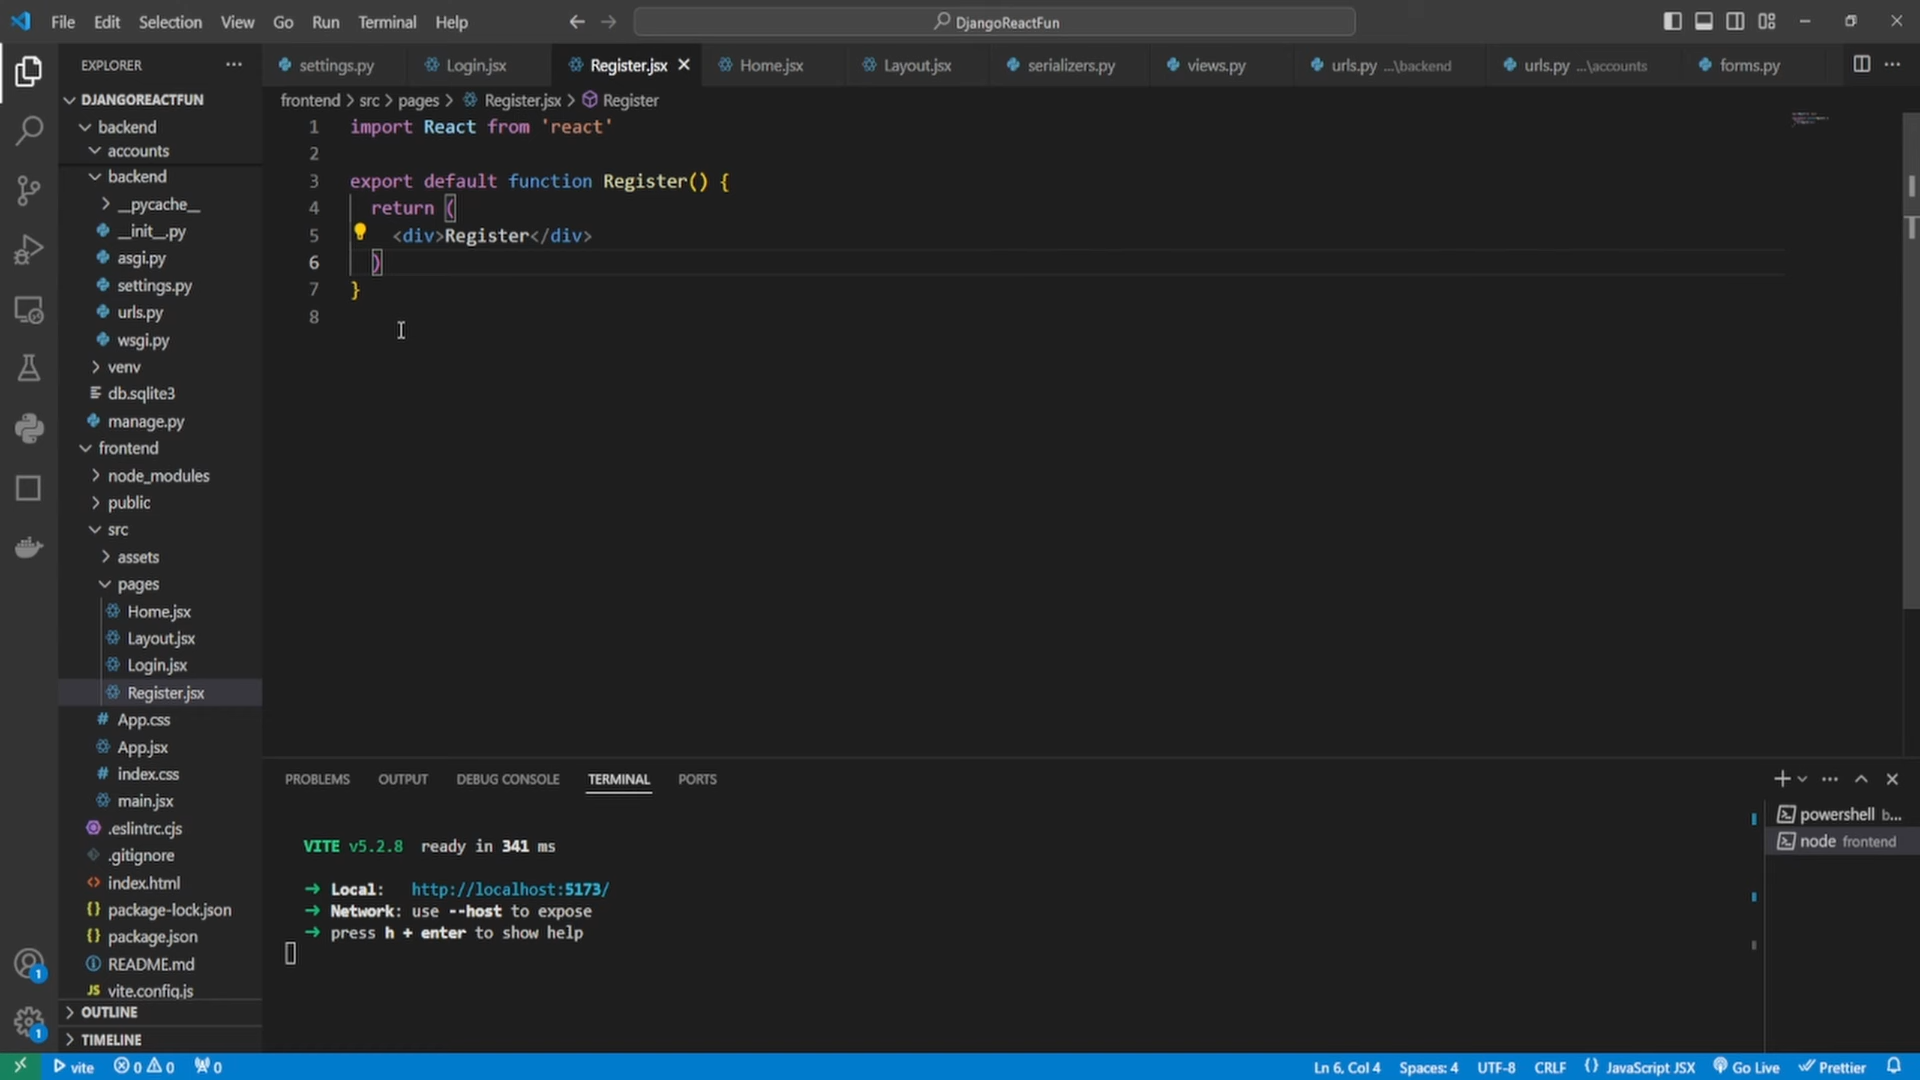 File Edit Selection View Go Run Terminal Help
DjangoReactFun
EXPLORER
settings.py Login.jsx Register.jsx Home.jsx Layout.jsx serializers.py views.py urls.py ...\backend urls.py ...\accounts forms.py
frontend > src > pages > Register.jsx > Register
DJANGOREACTFUN
backend
accounts
backend
__pycache__
__init__.py
asgi.py
settings.py
urls.py
wsgi.py
venv
db.sqlite3
manage.py
frontend
node_modules
public
src
assets
pages
Home.jsx
Layout.jsx
Login.jsx
Register.jsx
App.css
App.jsx
index.css
main.jsx
.eslintrc.cjs
.gitignore
index.html
package-lock.json
package.json
README.md
vite.config.js
OUTLINE
TIMELINE
1 import React from 'react'
2
3 export default function Register() {
4 return (
5 <div>Register</div>
6 )
7 }
8
PROBLEMS OUTPUT DEBUG CONSOLE TERMINAL PORTS
VITE v5.2.8 ready in 341 ms
➜ Local: http://localhost:5173/
➜ Network: use --host to expose
➜ press h + enter to show help
powershell b...
node frontend
1
1
vite 0 0 0 Ln 6, Col 4 Spaces: 4 UTF-8 CRLF {} JavaScript JSX Go Live Prettier